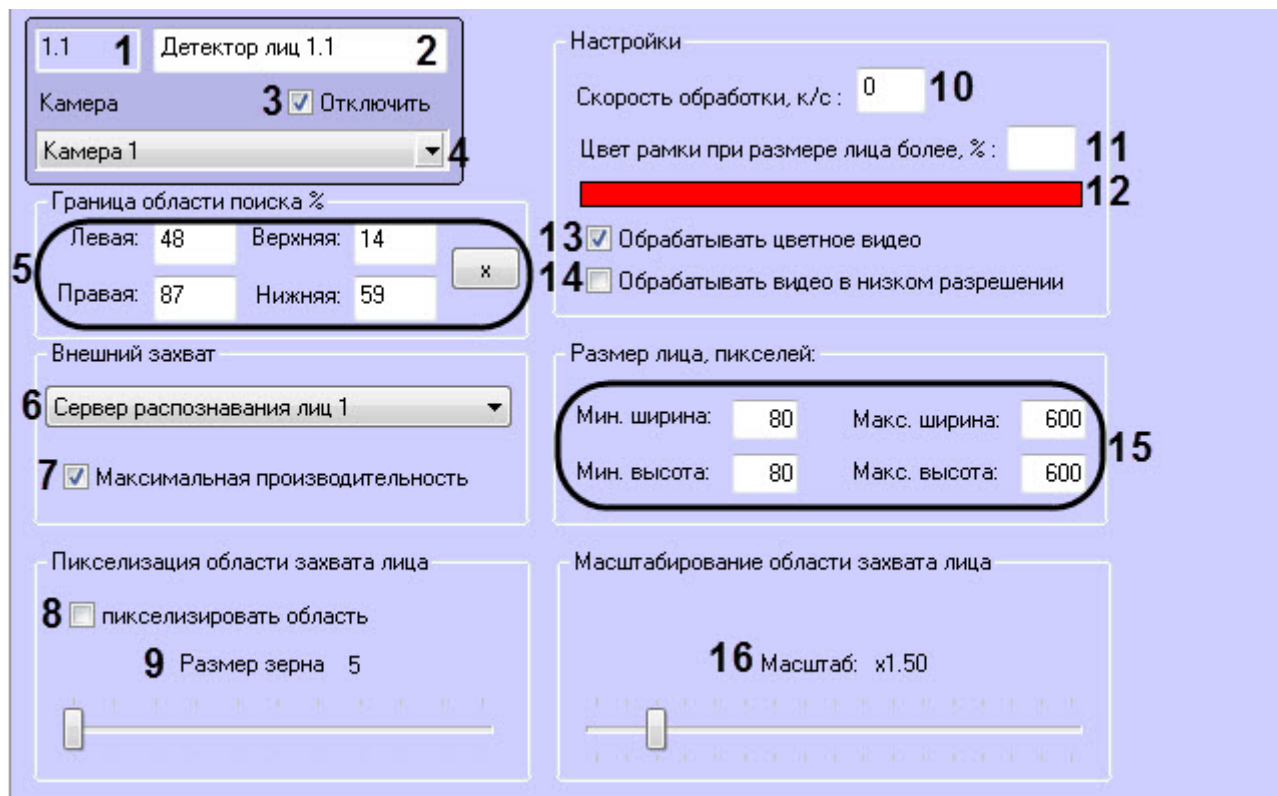 1.1 1 Детектор лиц 1.1 2
Камера 3 Отключить
Камера 1 4
Граница области поиска %
5 Левая: 48 Верхняя: 14
x
Правая: 87 Нижняя: 59
Внешний захват
6 Сервер распознавания лиц 1
7 Максимальная производительность
Пикселизация области захвата лица
8 пикселизировать область
9 Размер зерна 5
Настройки
Скорость обработки, к/с : 0 10
Цвет рамки при размере лица более, % : 11
12
13 Обрабатывать цветное видео
14 Обрабатывать видео в низком разрешении
Размер лица, пикселей:
Мин. ширина: 80 Макс. ширина: 600
15
Мин. высота: 80 Макс. высота: 600
Масштабирование области захвата лица
16 Масштаб: x1.50